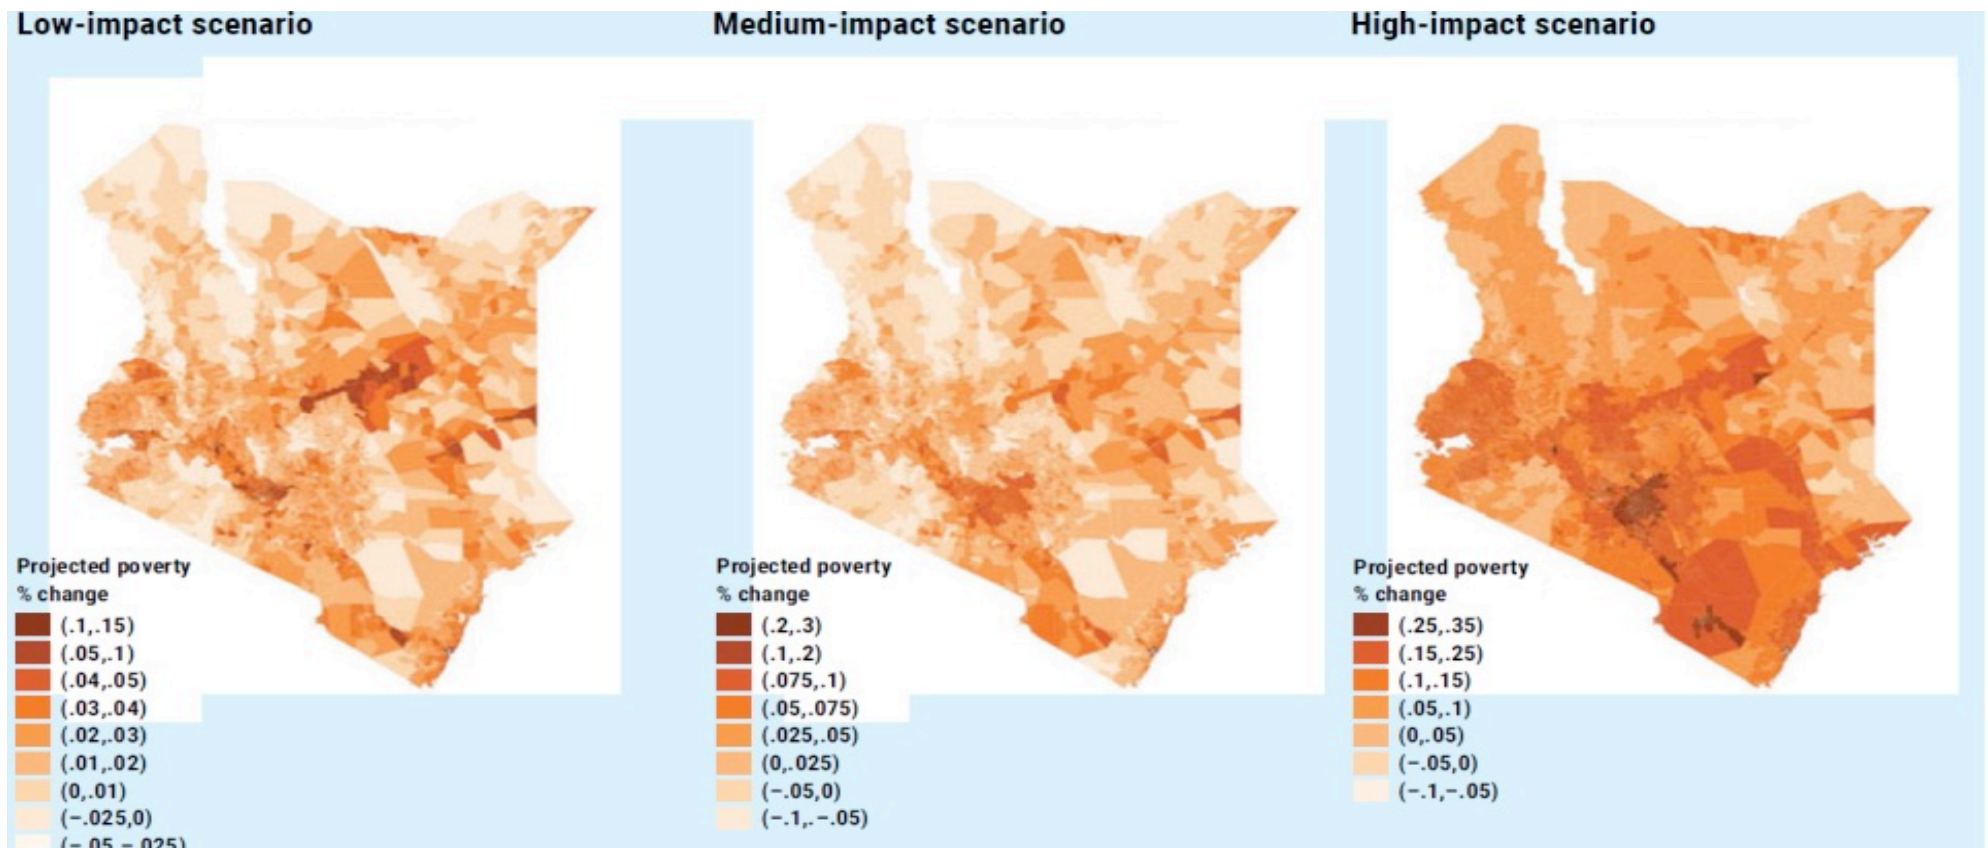 Low-impact scenario
Medium-impact scenario
High-impact scenario
Projected poverty
% change
(.1,.15)
(.05,.1)
(.04,.05)
(.03,.04)
(.02,.03)
(.01,.02)
(0,.01)
(−.025,0)
(−.05,−.025)
Projected poverty
% change
(.2,.3)
(.1,.2)
(.075,.1)
(.05,.075)
(.025,.05)
(0,.025)
(−.05,0)
(−.1,.−.05)
Projected poverty
% change
(.25,.35)
(.15,.25)
(.1,.15)
(.05,.1)
(0,.05)
(−.05,0)
(−.1,−.05)